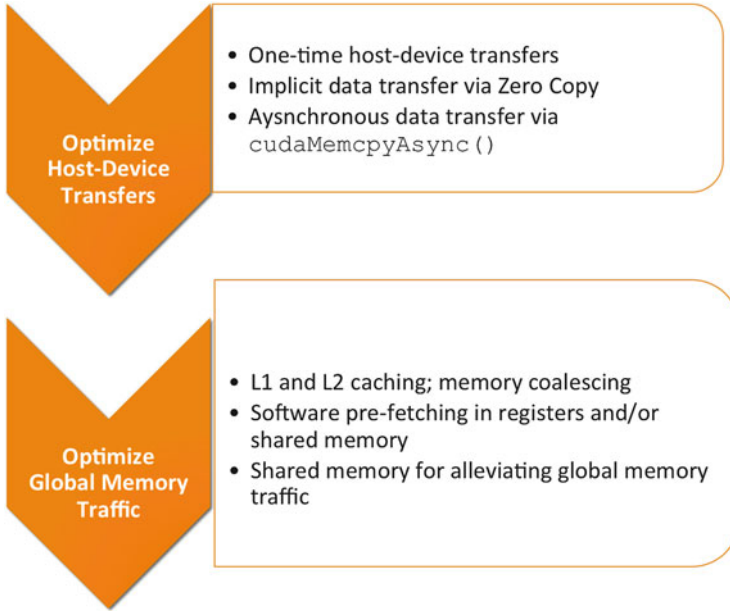 Optimize
Host-Device
Transfers
• One-time host-device transfers
• Implicit data transfer via Zero Copy
• Aysnchronous data transfer via
cudaMemcpyAsync()
Optimize
Global Memory
Traffic
• L1 and L2 caching; memory coalescing
• Software pre-fetching in registers and/or
shared memory
• Shared memory for alleviating global memory
traffic